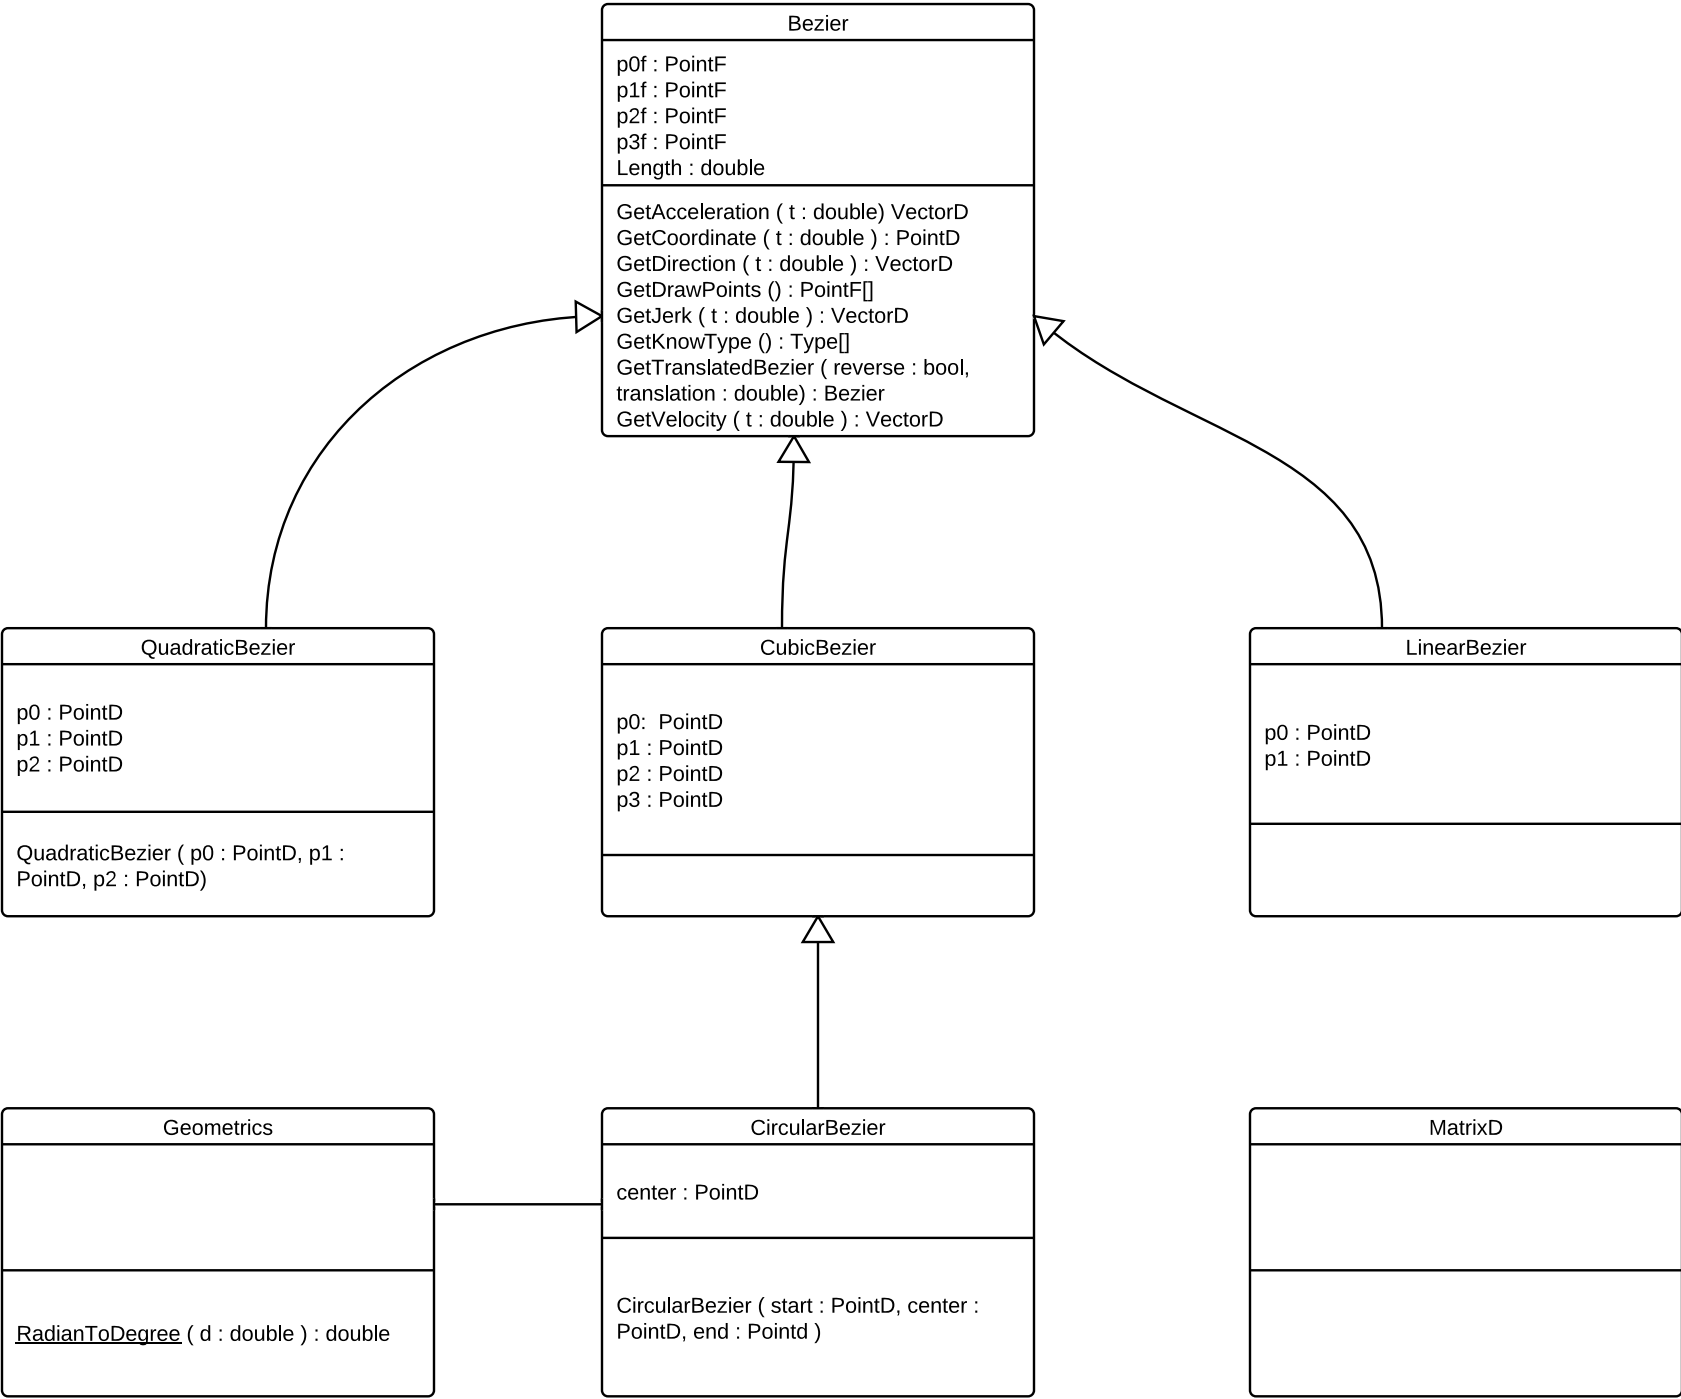 Bezier
p0f : PointF
p1f : PointF
p2f : PointF
p3f : PointF
Length : double
GetAcceleration ( t : double) VectorD
GetCoordinate ( t : double ) : PointD
GetDirection ( t : double ) : VectorD
GetDrawPoints () : PointF[]
GetJerk ( t : double ) : VectorD
GetKnowType () : Type[]
GetTranslatedBezier ( reverse : bool,
translation : double) : Bezier
GetVelocity ( t : double ) : VectorD
QuadraticBezier
p0 : PointD
p1 : PointD
p2 : PointD
QuadraticBezier ( p0 : PointD, p1 :
PointD, p2 : PointD)
CubicBezier
p0:  PointD
p1 : PointD
p2 : PointD
p3 : PointD
LinearBezier
p0 : PointD
p1 : PointD
Geometrics
RadianToDegree ( d : double ) : double
CircularBezier
center : PointD
CircularBezier ( start : PointD, center :
PointD, end : Pointd )
MatrixD